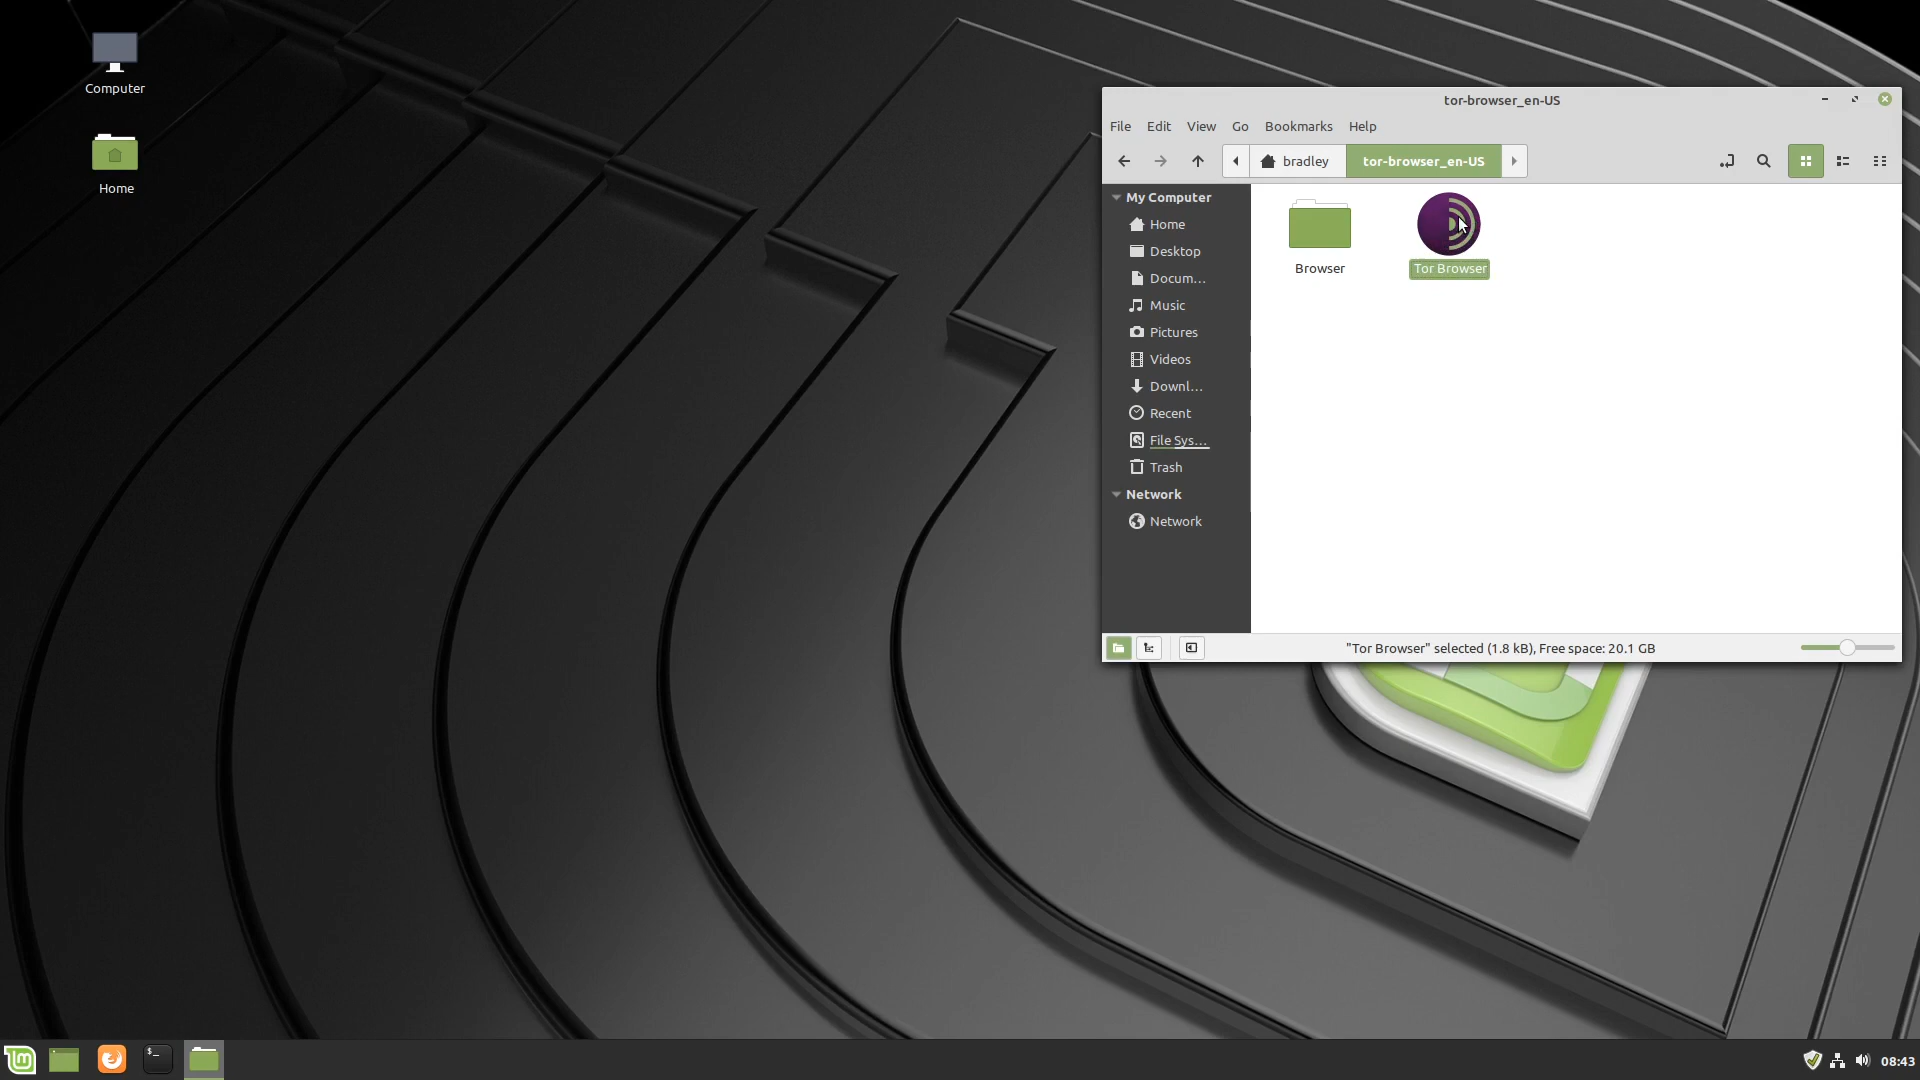 Computer
Home
tor-browser_en-US
File Edit View Go Bookmarks Help
bradley tor-browser_en-US
My Computer
Home
Desktop
Docum...
Music
Pictures
Videos
Downl...
Recent
File Sys...
Trash
Network
Network
Browser
Tor Browser
"Tor Browser" selected (1.8 kB), Free space: 20.1 GB
$_
08:43